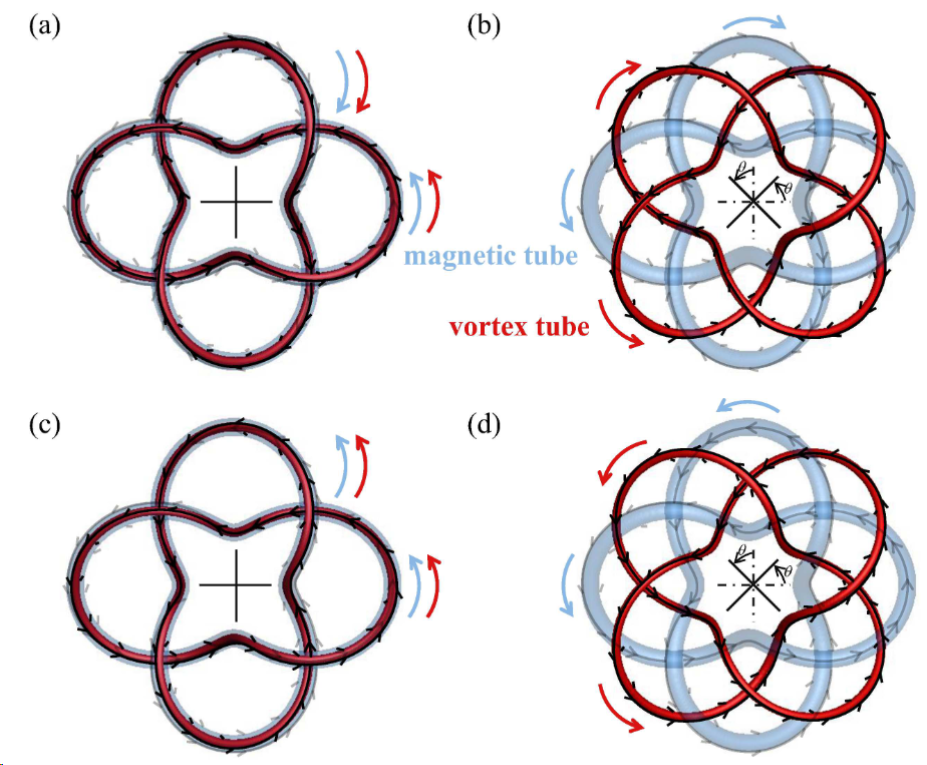 (a)
(b)
θ
θ
magnetic tube
vortex tube
(c)
(d)
θ
θ